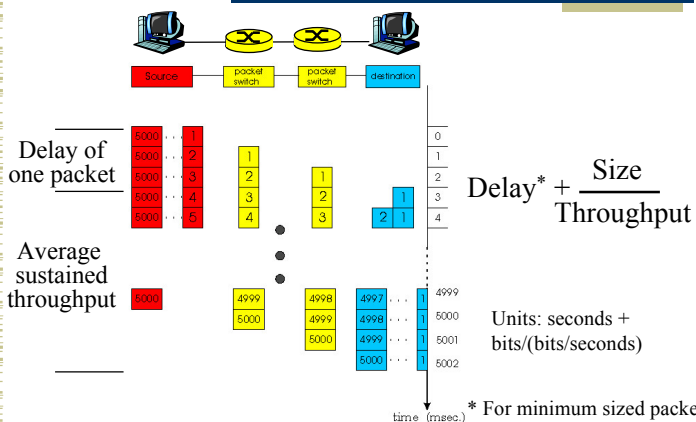 Source
packet switch
packet switch
destination
Delay of one packet
5000 ... 1
0
5000 ... 2
1
1
5000 ... 3
2
1
2
5000 ... 4
3
2
1
3
5000 ... 5
4
3
2 1
4
Delay* + Size
Throughput
Average sustained throughput
5000
4999
4998
4997 ... 1
4999
5000
4999
4998 ... 1
5000
5000
4999 ... 1
5001
5000 ... 1
5002
Units: seconds +
bits/(bits/seconds)
time (msec.)
* For minimum sized packe